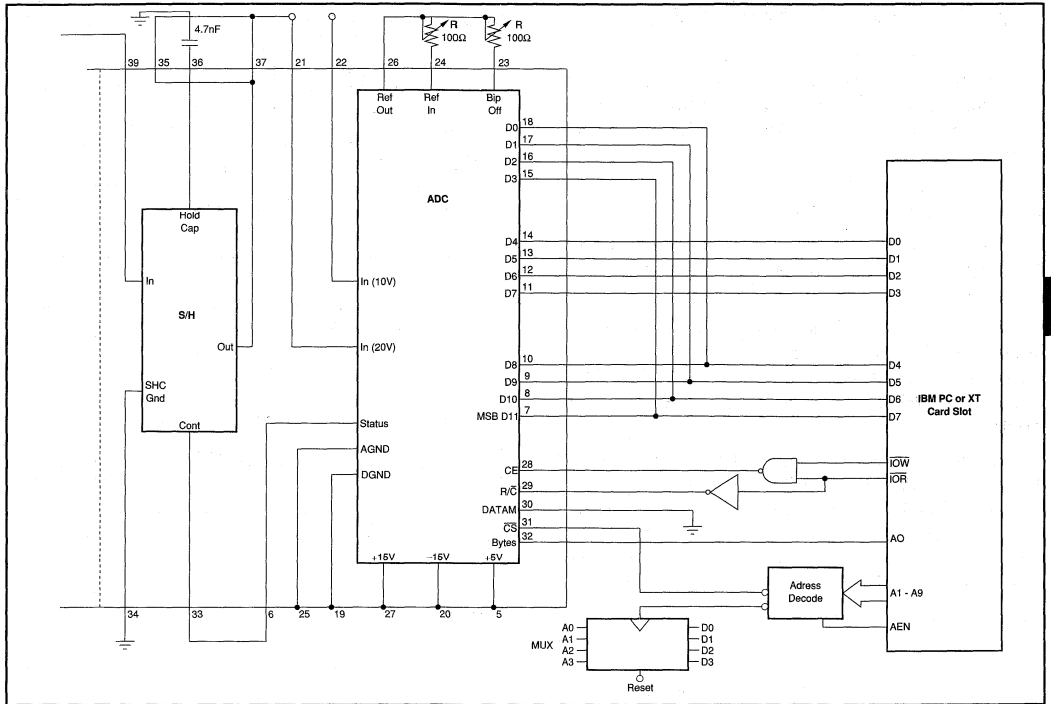 4.7nF
R
100Ω
R
100Ω
39 35 36 37 21 22 26 24 23
Ref Out
Ref In
Bip Off
ADC
D0 18
D1 17
D2 16
D3 15
D4 14 D0
D5 13 D1
D6 12 D2
D7 11 D3
Hold Cap
In
S/H
Out
SHC Gnd
Cont
In (10V)
In (20V)
D8 10 D4
D9 9 D5
D10 8 D6
MSB D11 7 D7
IBM PC or XT
Card Slot
Status
AGND
DGND
CE 28 IOW
R/C 29 IOR
DATAM 30
CS 31
Bytes 32 AO
+15V −15V +5V
Adress
Decode
A1 - A9
AEN
34 33 6 25 19 27 20 5
MUX
A0 D0
A1 D1
A2 D2
A3 D3
Reset